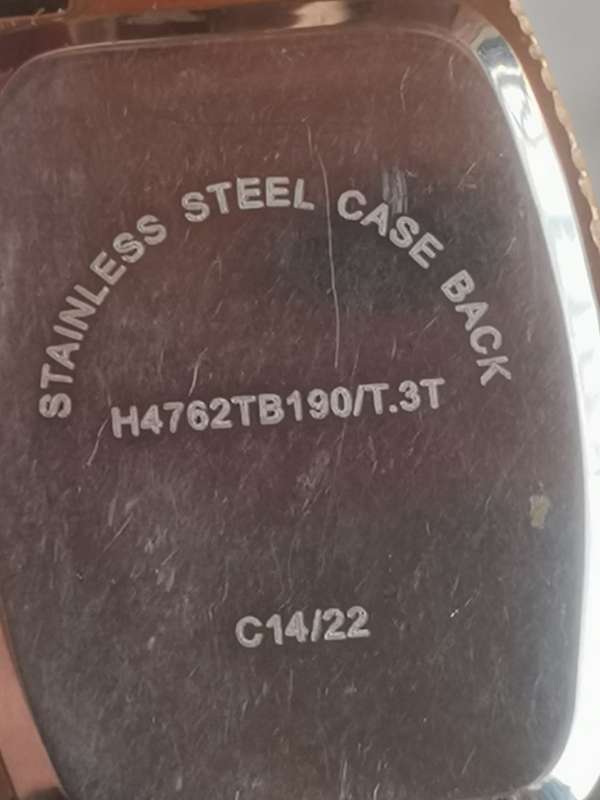 STAINLESS STEEL CASE BACK
H4762TB190/T.3T
C14/22